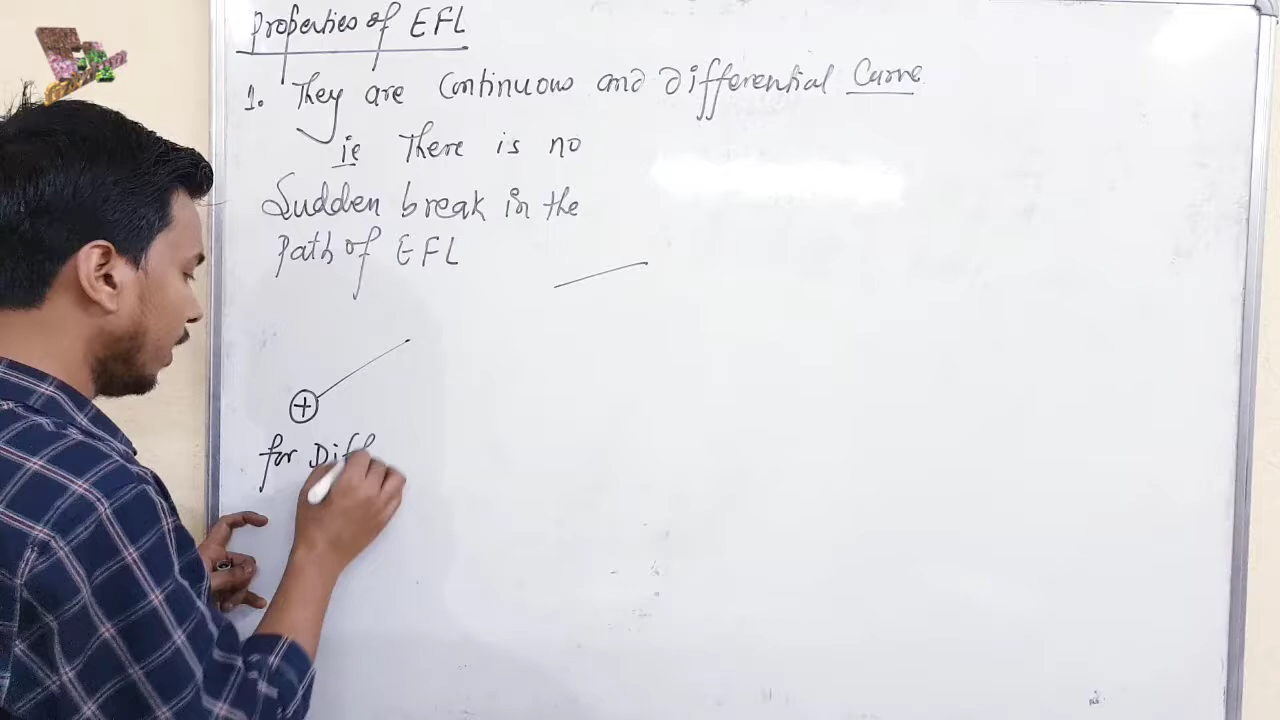 Properties of EFL
1. They are Continuous and Differential Curve
ie There is no
Sudden break in the
Path of EFL
+
for Diff